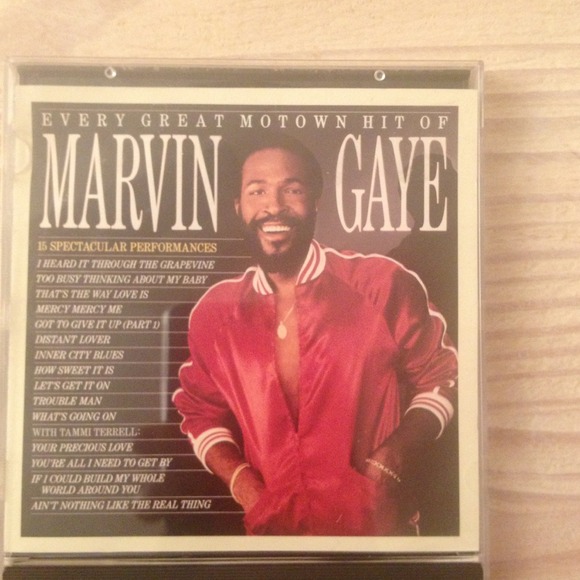 EVERY GREAT MOTOWN HIT OF
MARVIN GAYE
15 SPECTACULAR PERFORMANCES
I HEARD IT THROUGH THE GRAPEVINE
TOO BUSY THINKING ABOUT MY BABY
THAT'S THE WAY LOVE IS
MERCY MERCY ME
GOT TO GIVE IT UP (PART 1)
DISTANT LOVER
INNER CITY BLUES
HOW SWEET IT IS
LET'S GET IT ON
TROUBLE MAN
WHAT'S GOING ON
WITH TAMMI TERRELL:
YOUR PRECIOUS LOVE
YOU'RE ALL I NEED TO GET BY
IF I COULD BUILD MY WHOLE
WORLD AROUND YOU
AIN'T NOTHING LIKE THE REAL THING